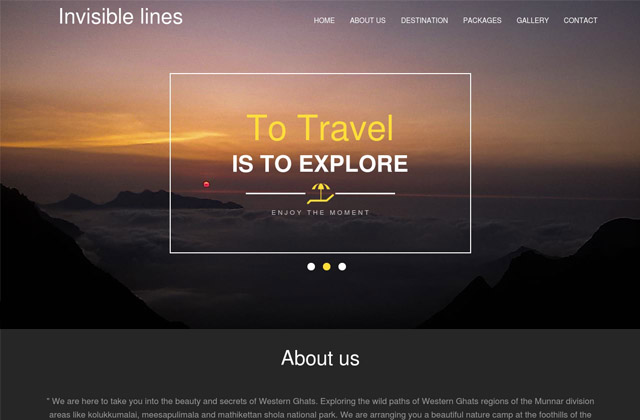 Invisible lines
HOME ABOUT US DESTINATION PACKAGES GALLERY CONTACT
To Travel
IS TO EXPLORE
ENJOY THE MOMENT
About us
" We are here to take you into the beauty and secrets of Western Ghats. Exploring the wild paths of Western Ghats regions of the Munnar division
areas like kolukkumalai, meesapulimala and mathikettan shola national park. We are arranging you a beautiful nature camp at the foothills of the